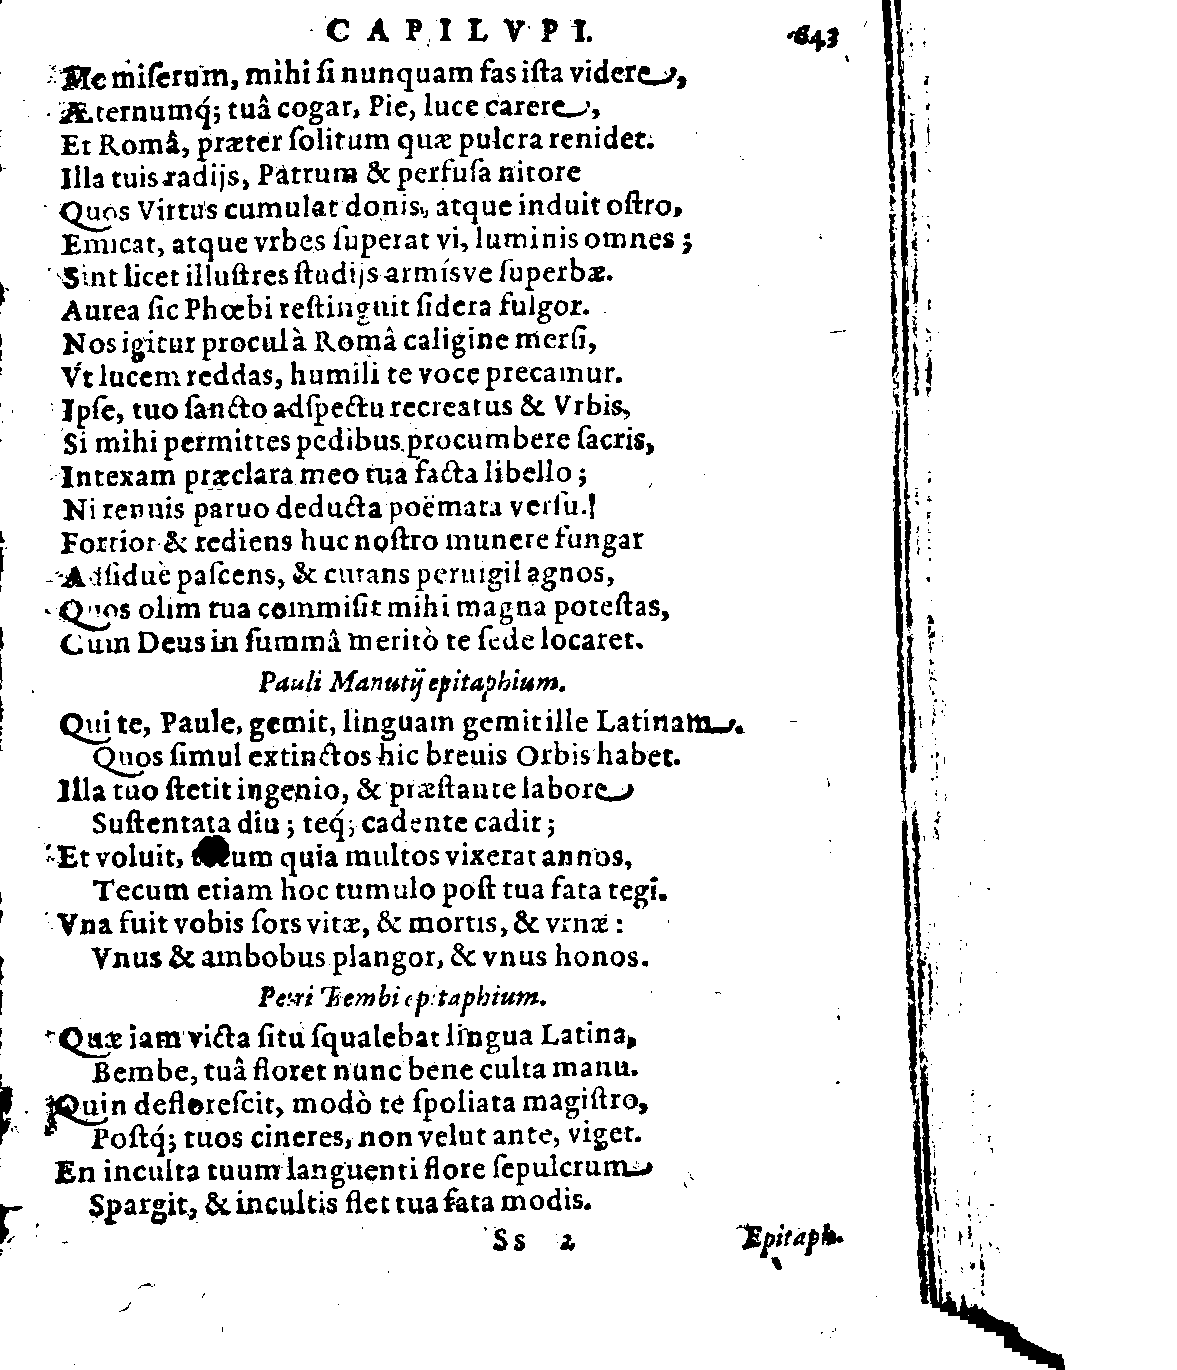 CAPILVPI. 643
Me miſerum, mihi ſi nunquam fas iſta videre,
Æternumq́; tuâ cogar, Pie, luce carere,
Et Româ, præter ſolitum quæ pulcra renidet.
Illa tuis radijs, Patrum & perfuſa nitore
Quos Virtus cumulat donis, atque induit oſtro,
Emicat, atque vrbes ſuperat vi, luminis omnes;
Sint licet illuſtres ſtudijs armísve ſuperbæ.
Aurea ſic Phœbi reſtinguit ſidera fulgor.
Nos igitur procul à Româ caligine merſi,
Vt lucem reddas, humili te voce precamur.
Ipſe, tuo ſancto adſpectu recreatus & Vrbis,
Si mihi permittes pedibus procumbere ſacris,
Intexam præclara meo tua facta libello;
Ni renuis paruo deducta poëmata verſu.
Fortior & rediens huc noſtro munere fungar
Adſiduè paſcens, & curans peruigil agnos,
Quos olim tua commiſit mihi magna poteſtas,
Cum Deus in ſummâ meritò te ſede locaret.
Pauli Manutij epitaphium.
Qui te, Paule, gemit, linguam gemit ille Latinam.
Quos ſimul extinctos hic breuis Orbis habet.
Illa tuo ſtetit ingenio, & præſtante labore
Suſtentata diu; teq́; cadente cadit;
Et voluit, tecum quia multos vixerat annos,
Tecum etiam hoc tumulo poſt tua fata tegi.
Vna fuit vobis ſors vitæ, & mortis, & vrnæ:
Vnus & ambobus plangor, & vnus honos.
Petri Bembi epitaphium.
Quæ iam victa ſitu ſqualebat lingua Latina,
Bembe, tuâ floret nunc bene culta manu.
Quin defloreſcit, modò te ſpoliata magiſtro,
Poſtq́; tuos cineres, non velut ante, viget.
En inculta tuum languenti flore ſepulcrum
Spargit, & incultis flet tua fata modis.
Ss 2 Epitaph.